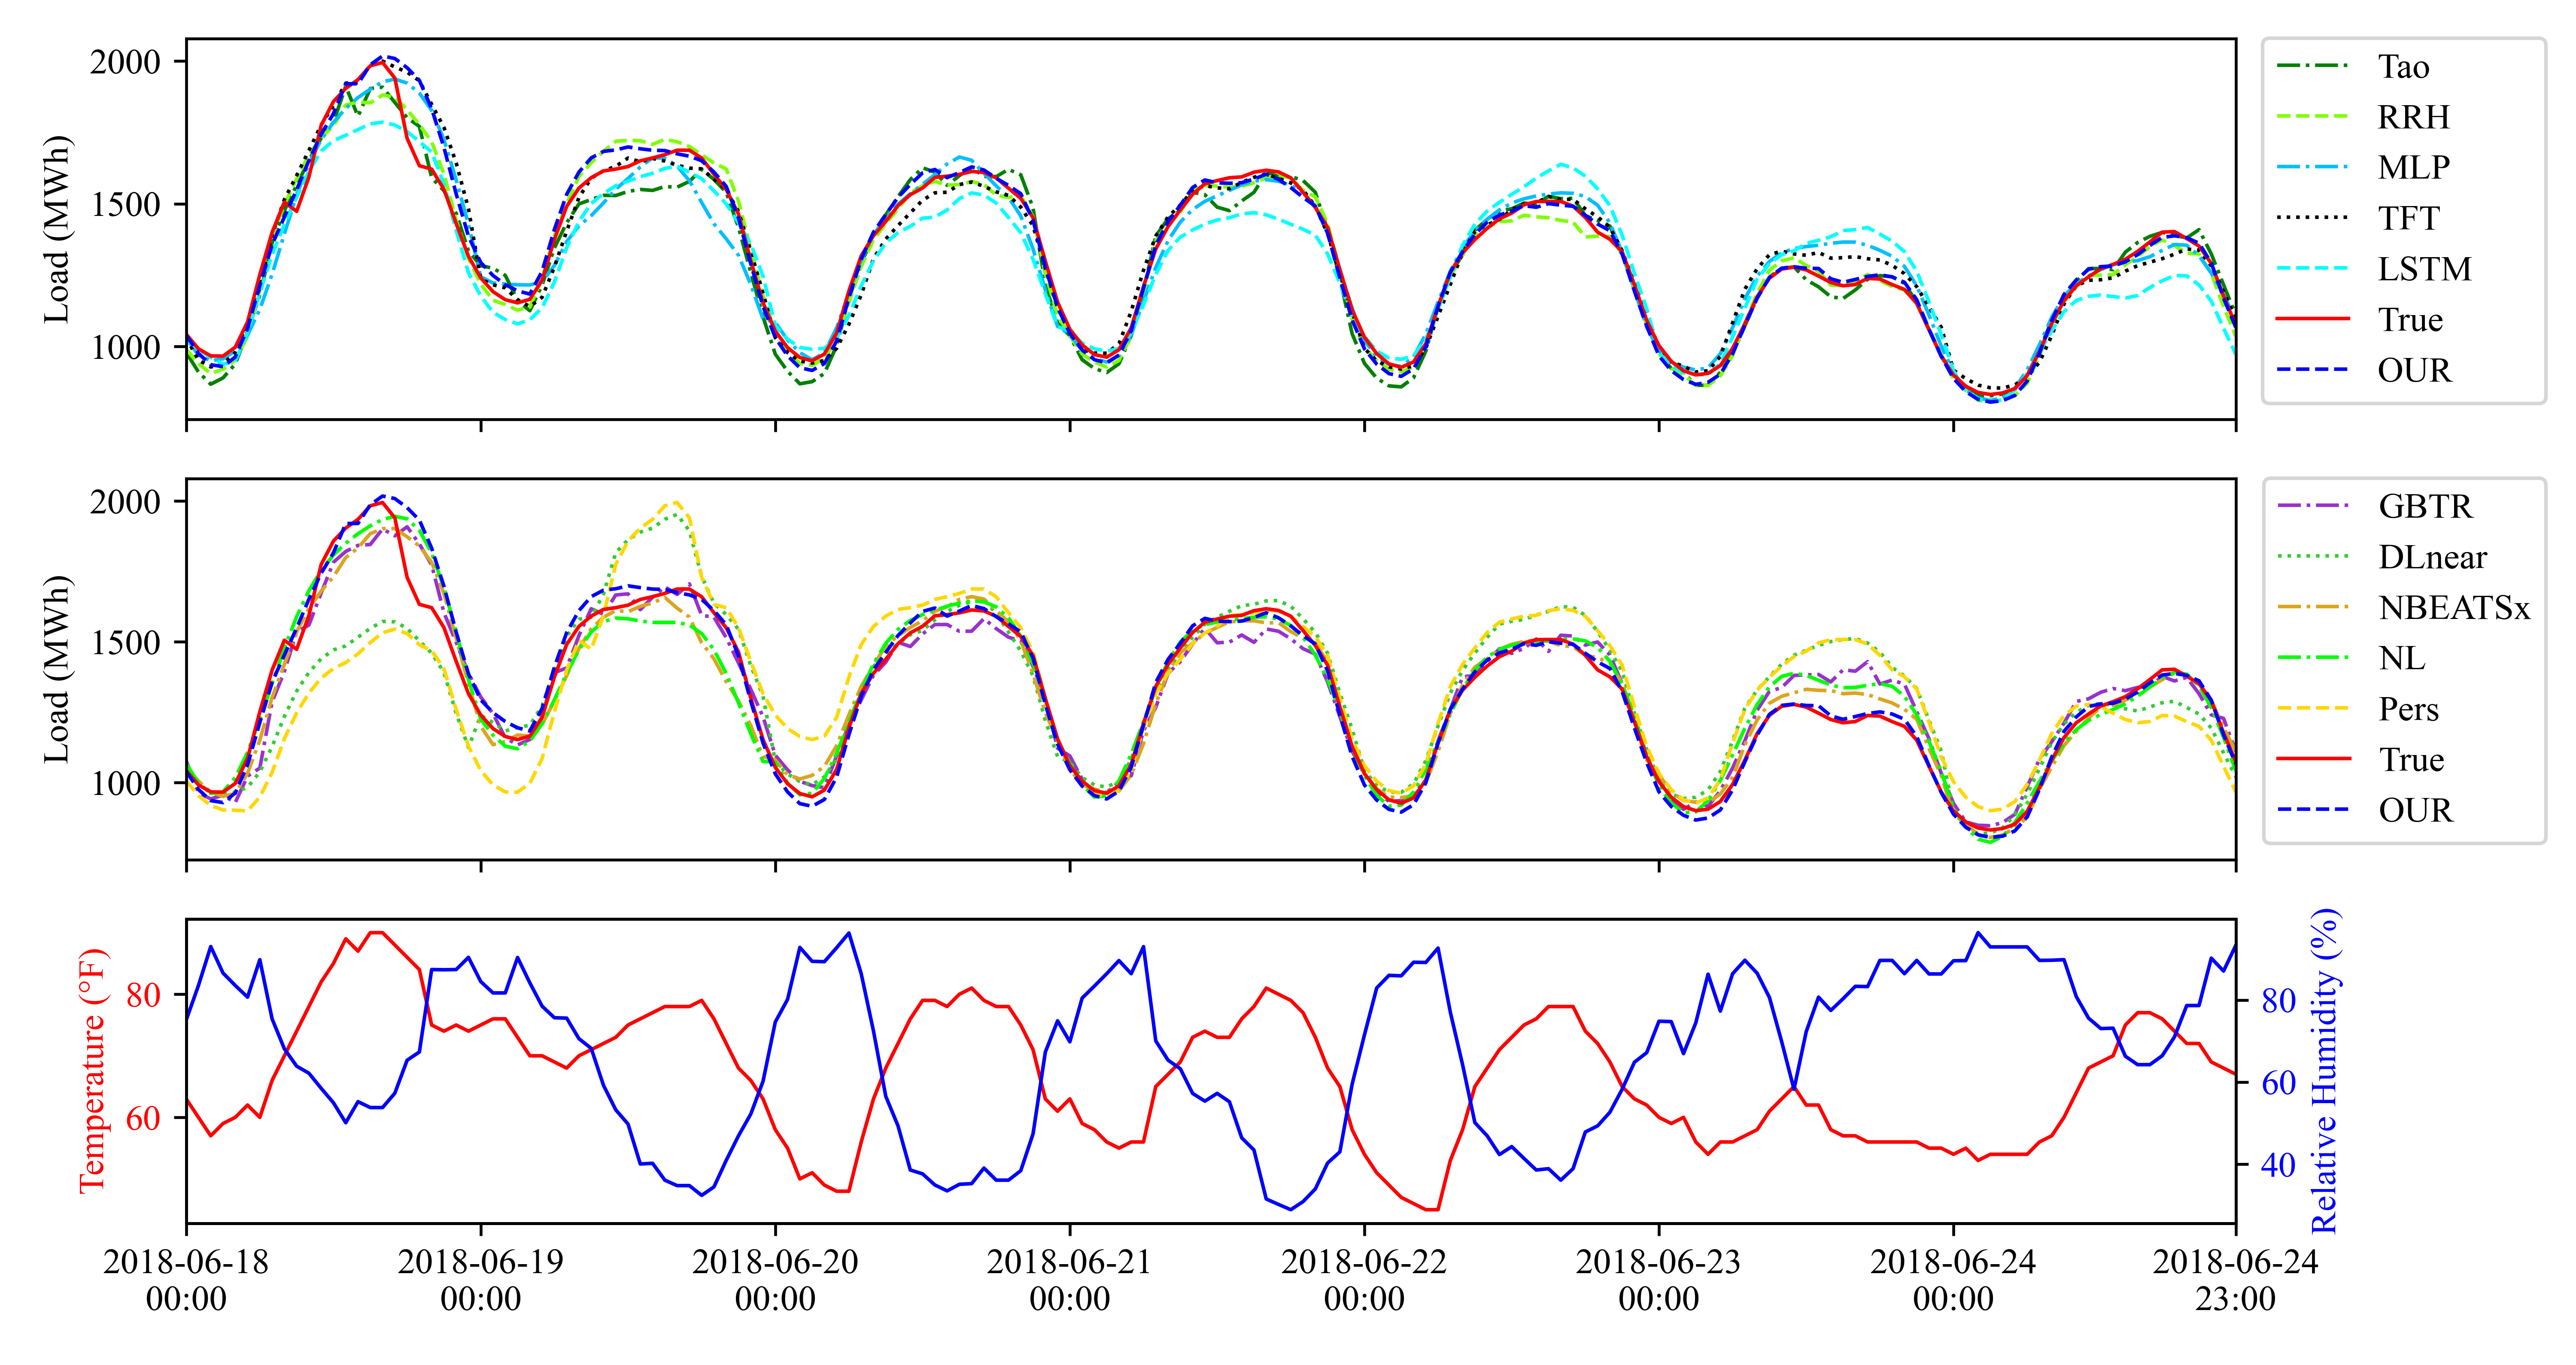 2000
1500
1000
Load (MWh)
Tao
RRH
MLP
TFT
LSTM
True
OUR
2000
1500
1000
Load (MWh)
GBTR
DLnear
NBEATSx
NL
Pers
True
OUR
80
60
Temperature (°F)
80
60
40
Relative Humidity (%)
2018-06-18
00:00
2018-06-19
00:00
2018-06-20
00:00
2018-06-21
00:00
2018-06-22
00:00
2018-06-23
00:00
2018-06-24
00:00
2018-06-24
23:00